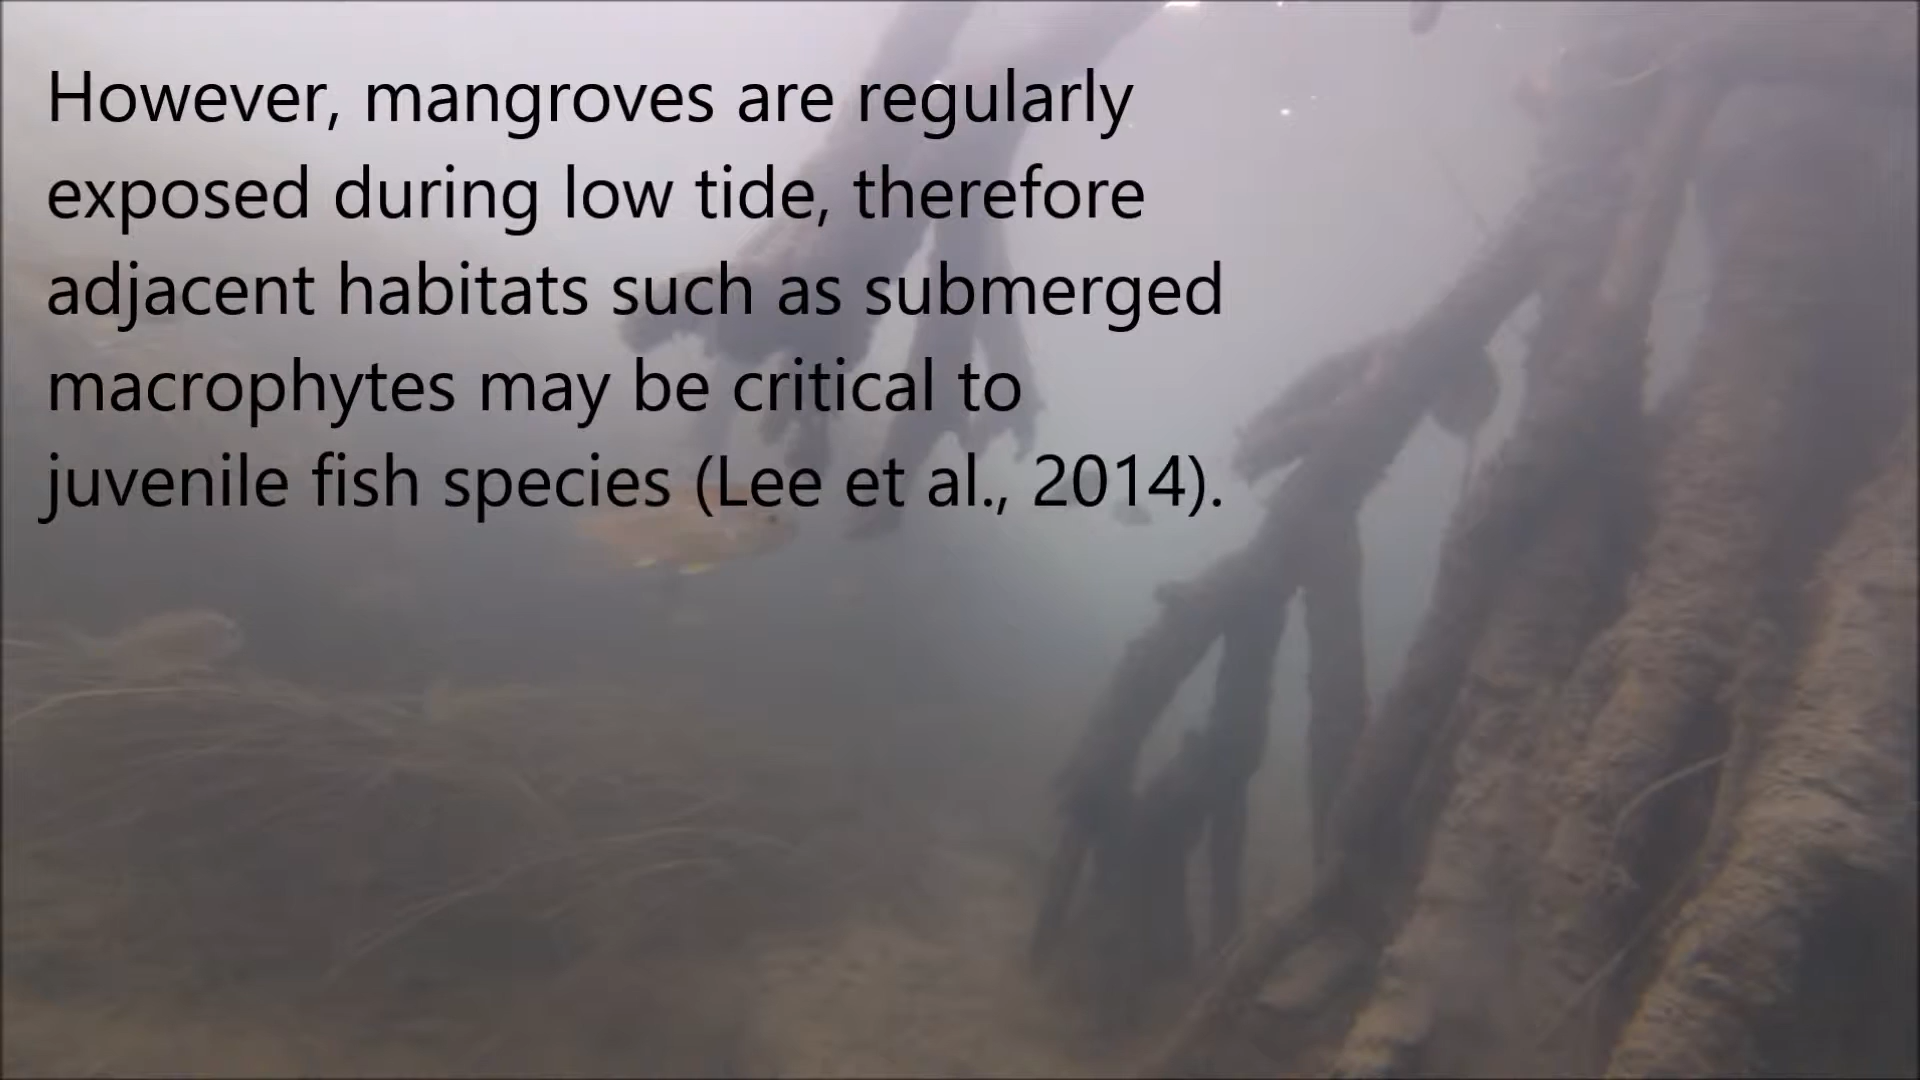 However, mangroves are regularly
exposed during low tide, therefore
adjacent habitats such as submerged
macrophytes may be critical to
juvenile fish species (Lee et al., 2014).